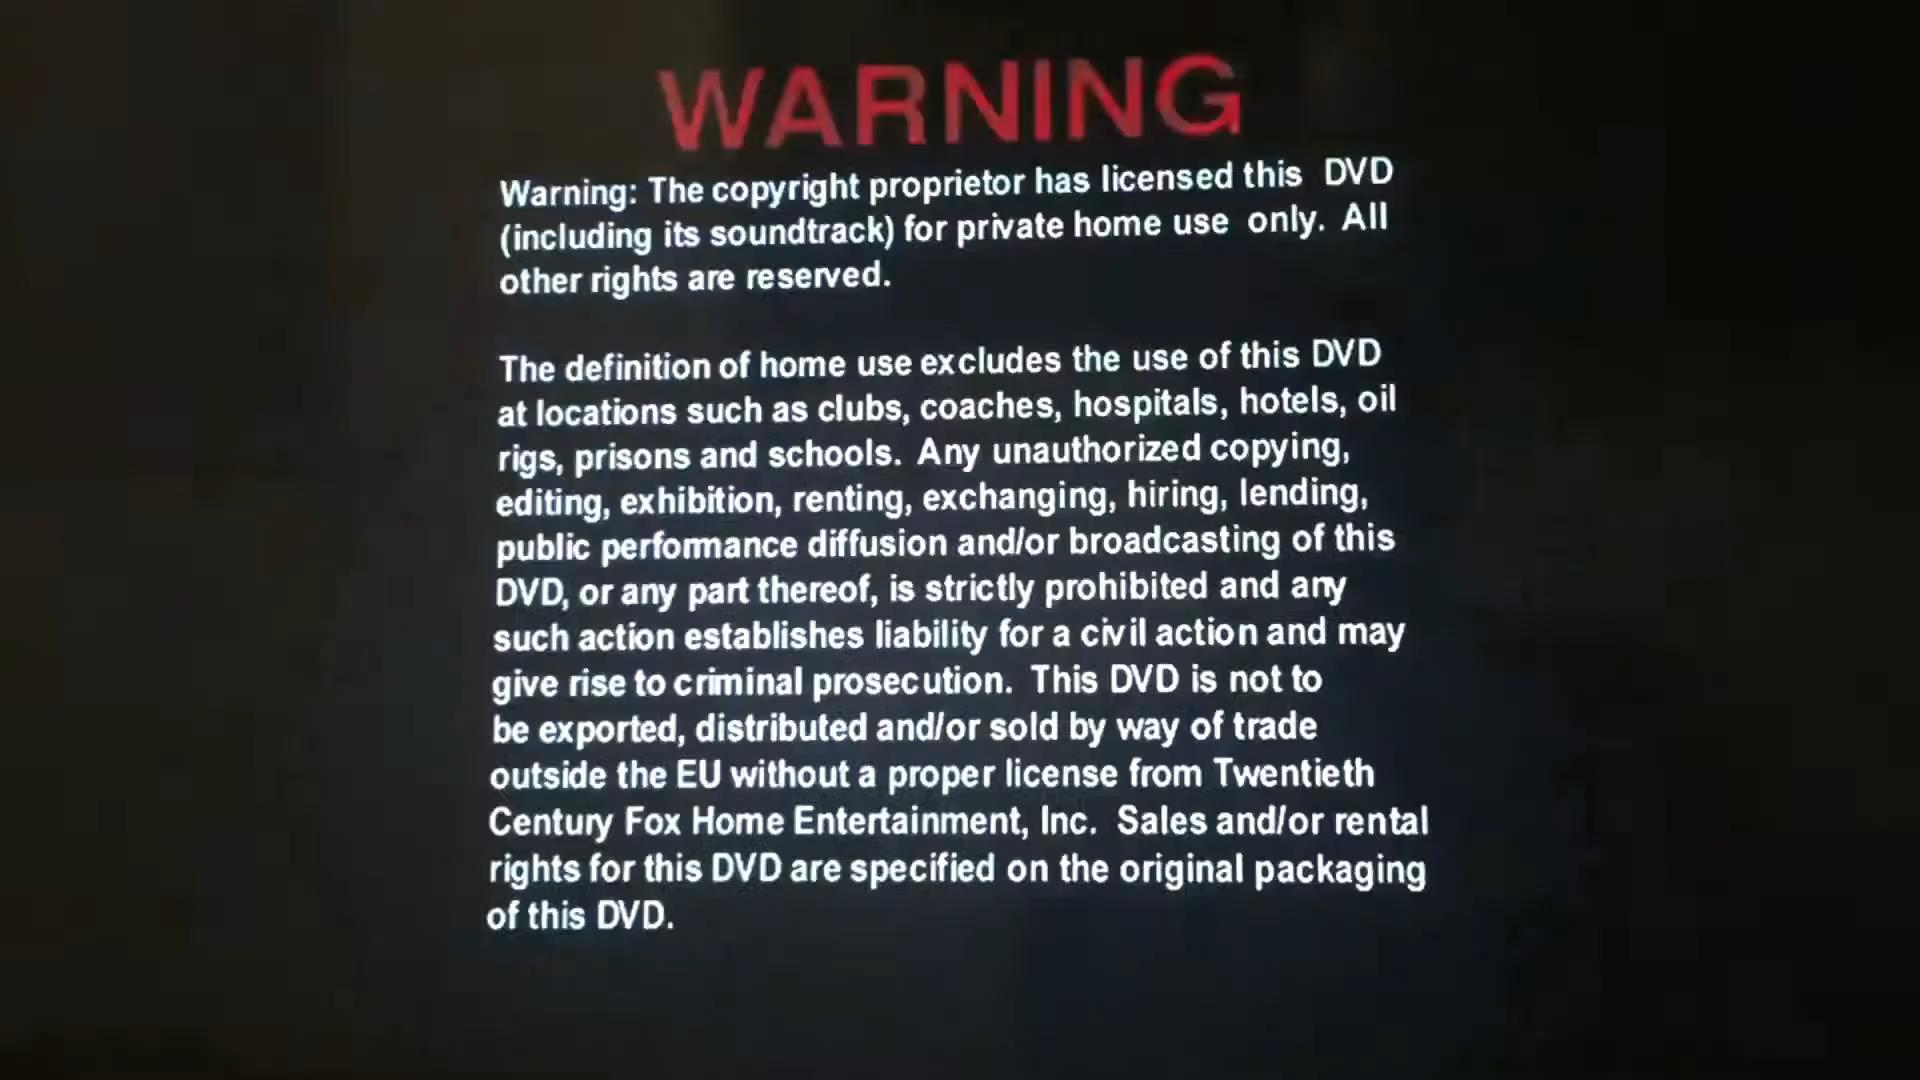 WARNING
Warning: The copyright proprietor has licensed this DVD
(including its soundtrack) for private home use only. All
other rights are reserved.
The definition of home use excludes the use of this DVD
at locations such as clubs, coaches, hospitals, hotels, oil
rigs, prisons and schools. Any unauthorized copying,
editing, exhibition, renting, exchanging, hiring, lending,
public performance diffusion and/or broadcasting of this
DVD, or any part thereof, is strictly prohibited and any
such action establishes liability for a civil action and may
give rise to criminal prosecution. This DVD is not to
be exported, distributed and/or sold by way of trade
outside the EU without a proper license from Twentieth
Century Fox Home Entertainment, Inc. Sales and/or rental
rights for this DVD are specified on the original packaging
of this DVD.